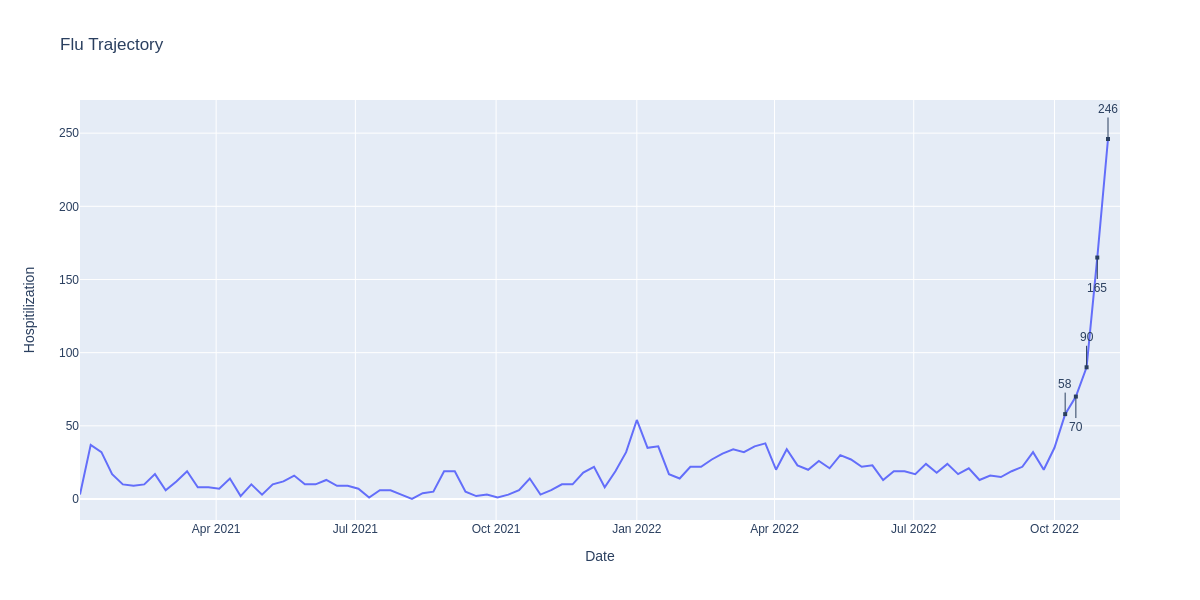 Flu Trajectory
246
250
200
150
165
90
100
58
50
70
0
Apr 2021
Jul 2021
Oct 2021
Jan 2022
Apr 2022
Jul 2022
Oct 2022
Date
Hospitilization